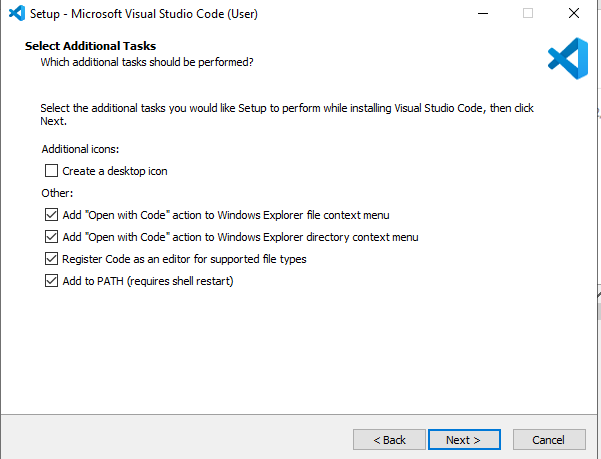 Setup - Microsoft Visual Studio Code (User)
Select Additional Tasks
Which additional tasks should be performed?
Select the additional tasks you would like Setup to perform while installing Visual Studio Code, then click
Next.
Additional icons:
Create a desktop icon
Other:
Add "Open with Code" action to Windows Explorer file context menu
Add "Open with Code" action to Windows Explorer directory context menu
Register Code as an editor for supported file types
Add to PATH (requires shell restart)
< Back Next > Cancel